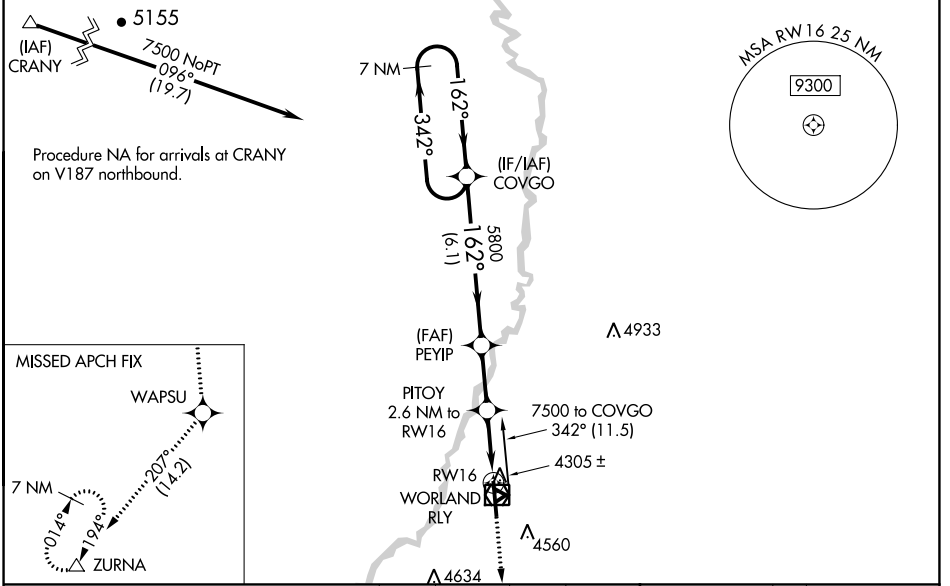 5155
(IAF)
CRANY
7500 NoPT
096°
(19.7)
Procedure NA for arrivals at CRANY
on V187 northbound.
7 NM
162°
342°
(IF/IAF)
COVGO
5800
162°
(6.1)
MSA RW16 25 NM
9300
(FAF)
PEYIP
4933
PITOY
2.6 NM to
RW16
7500 to COVGO
342° (11.5)
4305 ±
RW16
WORLAND
RLY
4560
4634
MISSED APCH FIX
WAPSU
207°
(14.2)
7 NM
014°
194°
ZURNA